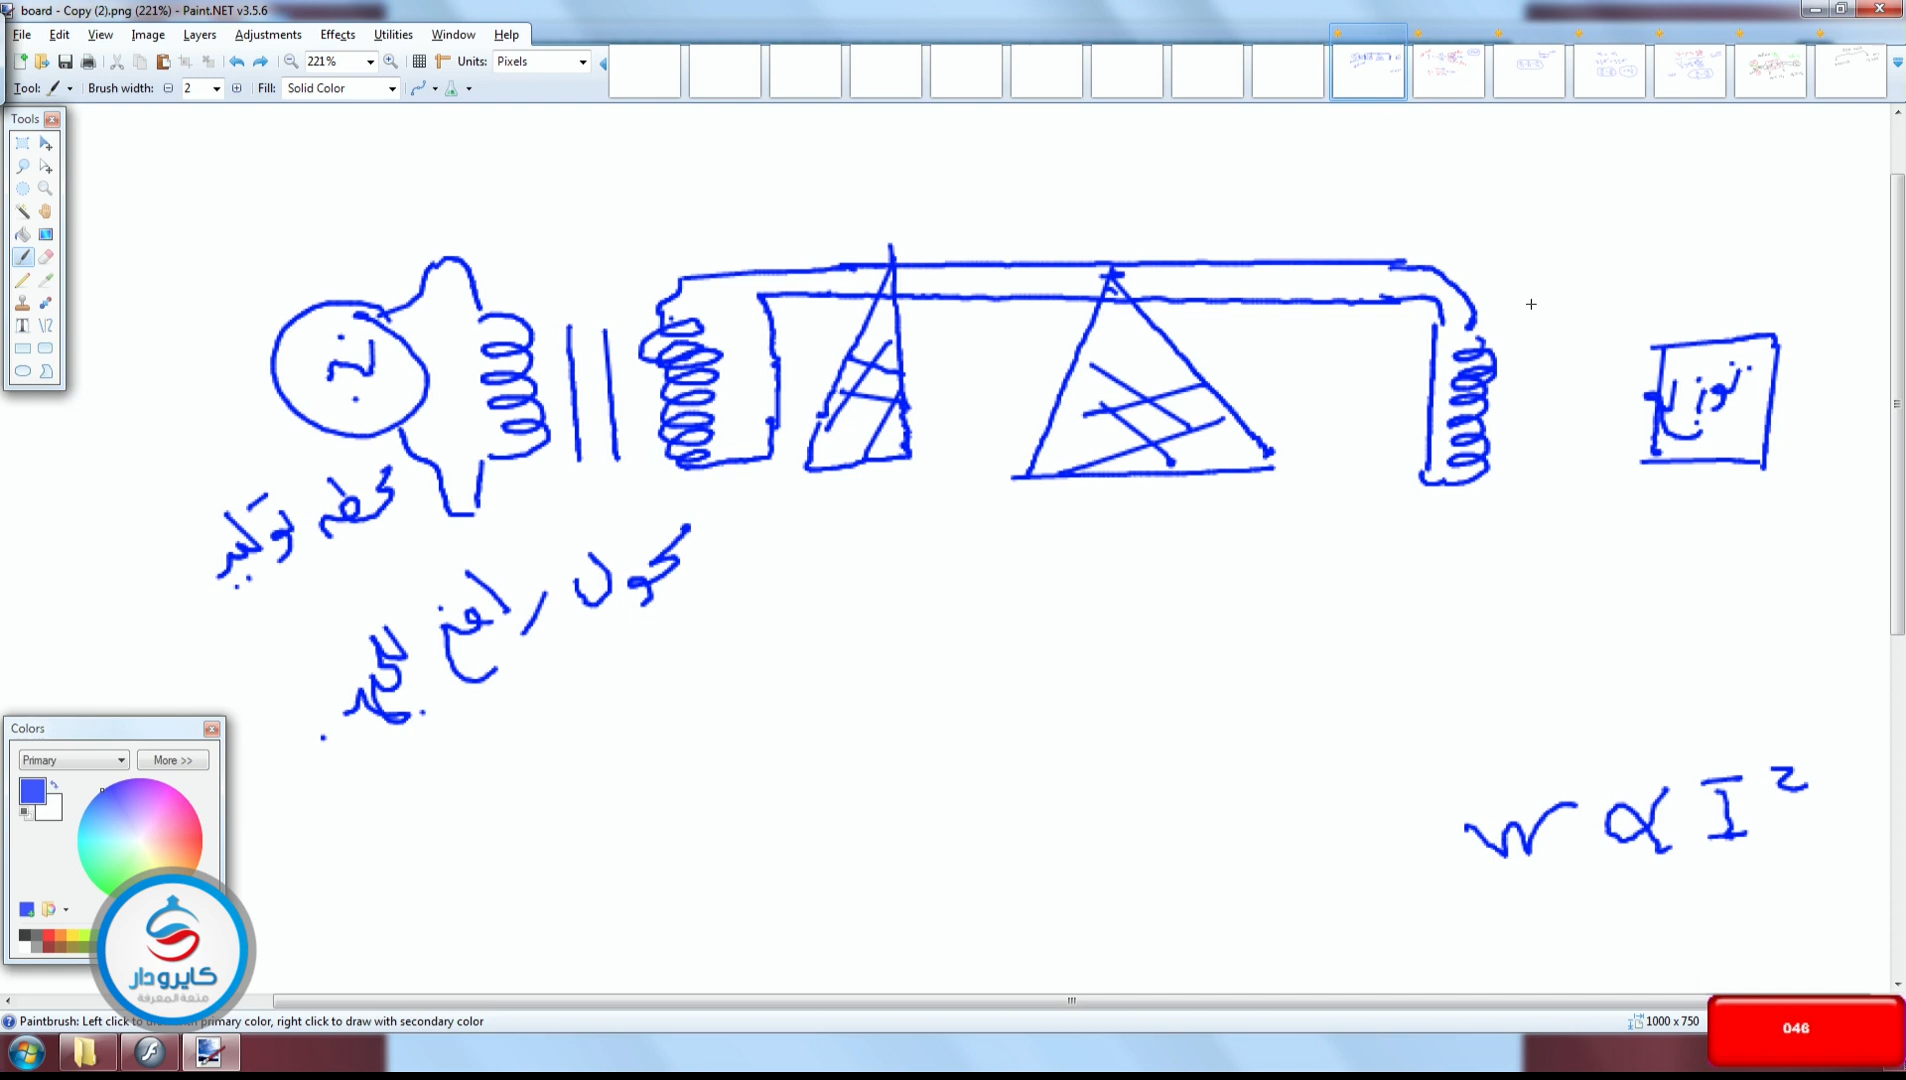 board - Copy (2).png (221%) - Paint.NET v3.5.6
File Edit View Image Layers Adjustments Effects Utilities Window Help
221% Units: Pixels
Tool: Brush width: 2 Fill: Solid Color
Tools
توزيع
محطة توليد
محول رافع للجهد
W ∝ I²
Colors
Primary More >>
كايرودار
متعة المعرفة
Paintbrush: Left click to draw with primary color, right click to draw with secondary color
1000 x 750
046